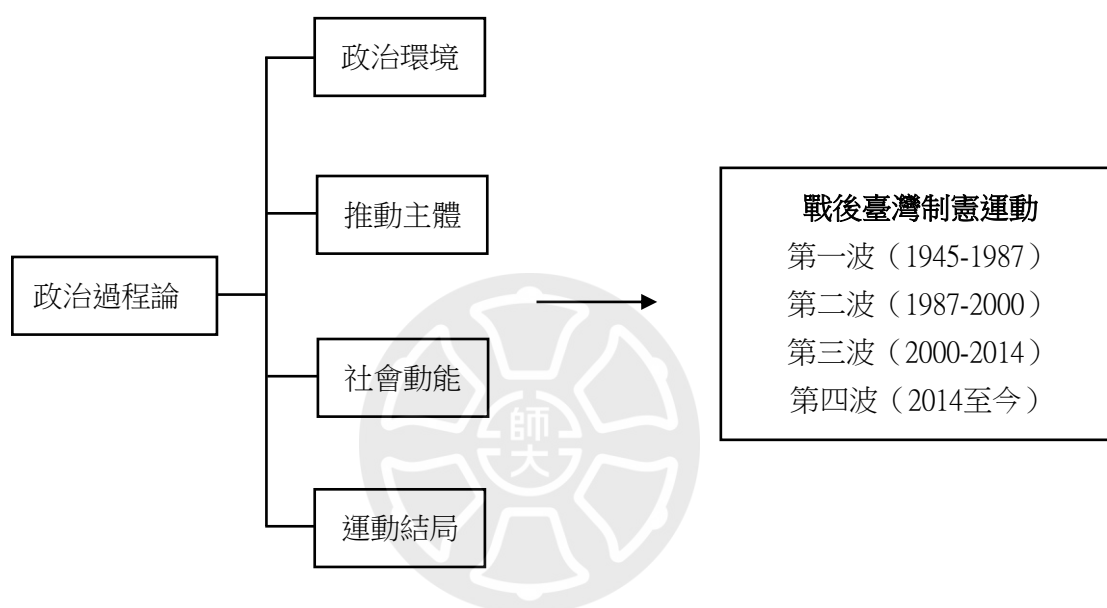 政治環境
推動主體
政治過程論
社會動能
運動結局
戰後臺灣制憲運動
第一波（1945-1987）
第二波（1987-2000）
第三波（2000-2014）
第四波（2014至今）
師大